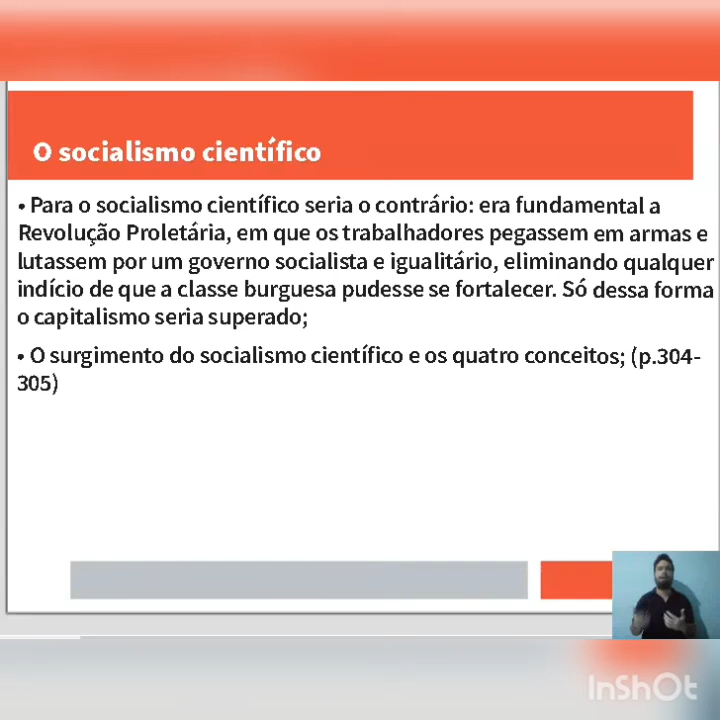 O socialismo científico
• Para o socialismo científico seria o contrário: era fundamental a
Revolução Proletária, em que os trabalhadores pegassem em armas e
lutassem por um governo socialista e igualitário, eliminando qualquer
indício de que a classe burguesa pudesse se fortalecer. Só dessa forma
o capitalismo seria superado;
• O surgimento do socialismo científico e os quatro conceitos; (p.304-
305)
InShOt